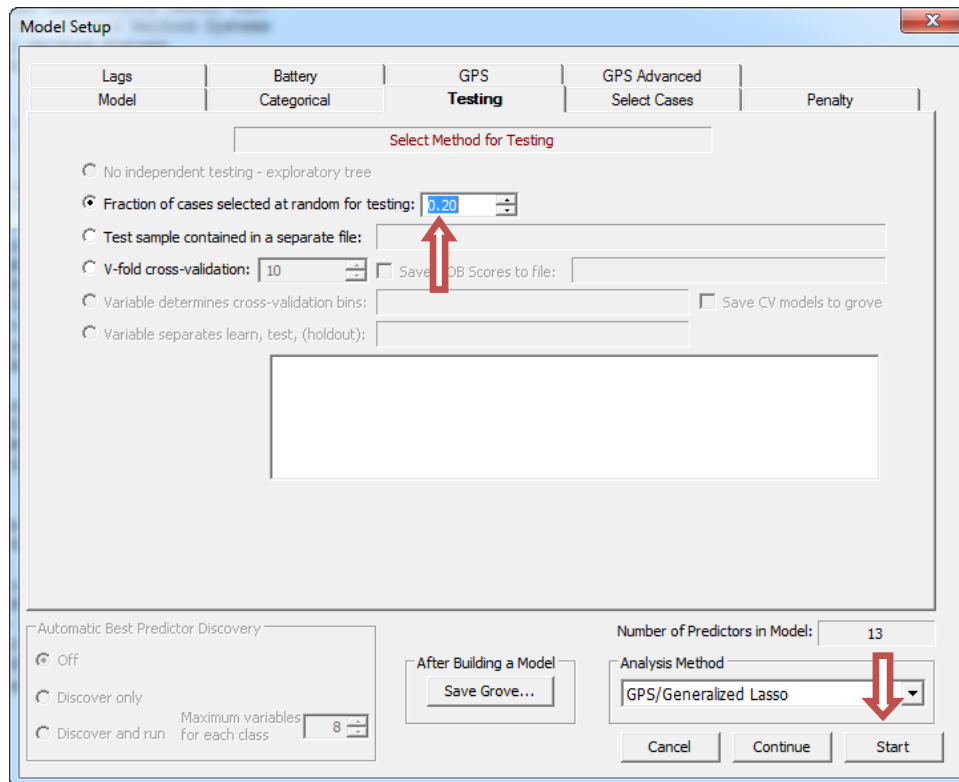 Model Setup
Lags Battery GPS GPS Advanced
Model Categorical Testing Select Cases Penalty
Select Method for Testing
No independent testing - exploratory tree
Fraction of cases selected at random for testing: 0.20
Test sample contained in a separate file:
V-fold cross-validation: 10 Save OB Scores to file:
Variable determines cross-validation bins: Save CV models to grove
Variable separates learn, test, (holdout):
Automatic Best Predictor Discovery
Off
Discover only
Discover and run
Maximum variables
for each class 8
After Building a Model
Save Grove...
Number of Predictors in Model: 13
Analysis Method
GPS/Generalized Lasso
Cancel Continue Start